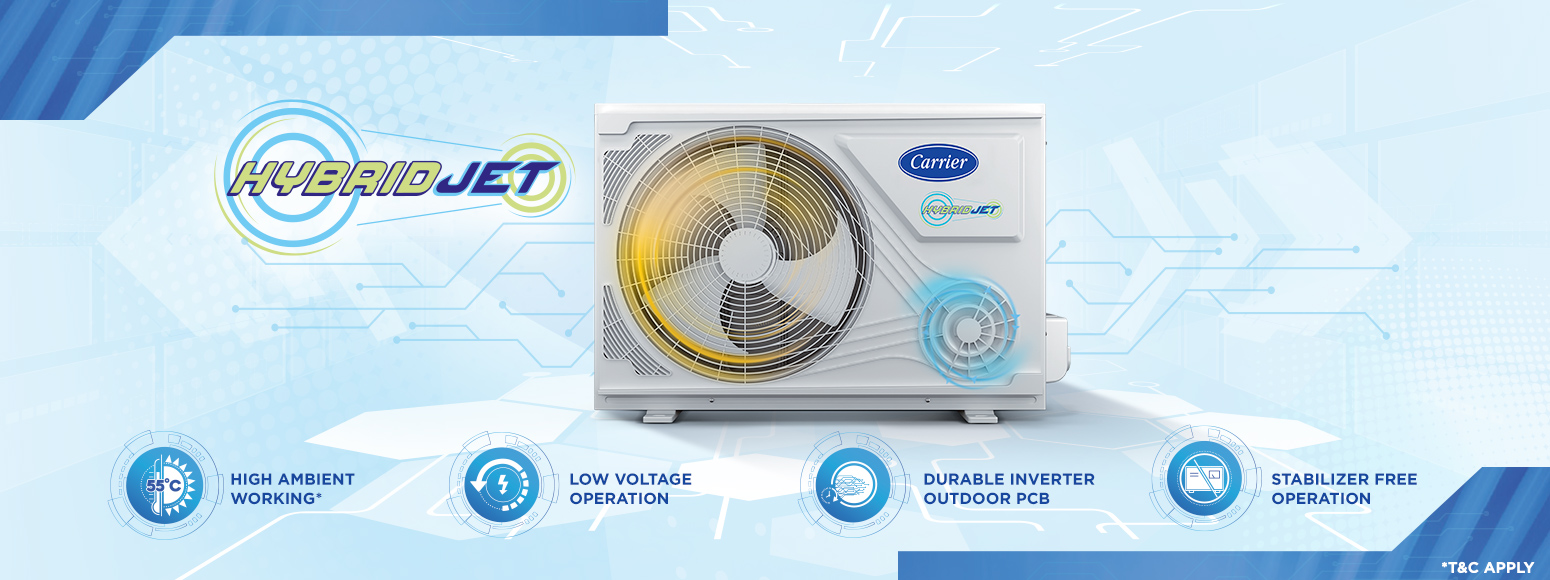 HYBRIDJET
Carrier
HYBRIDJET
55°C
HIGH AMBIENT
WORKING*
LOW VOLTAGE
OPERATION
DURABLE INVERTER
OUTDOOR PCB
STABILIZER FREE
OPERATION
*T&C APPLY